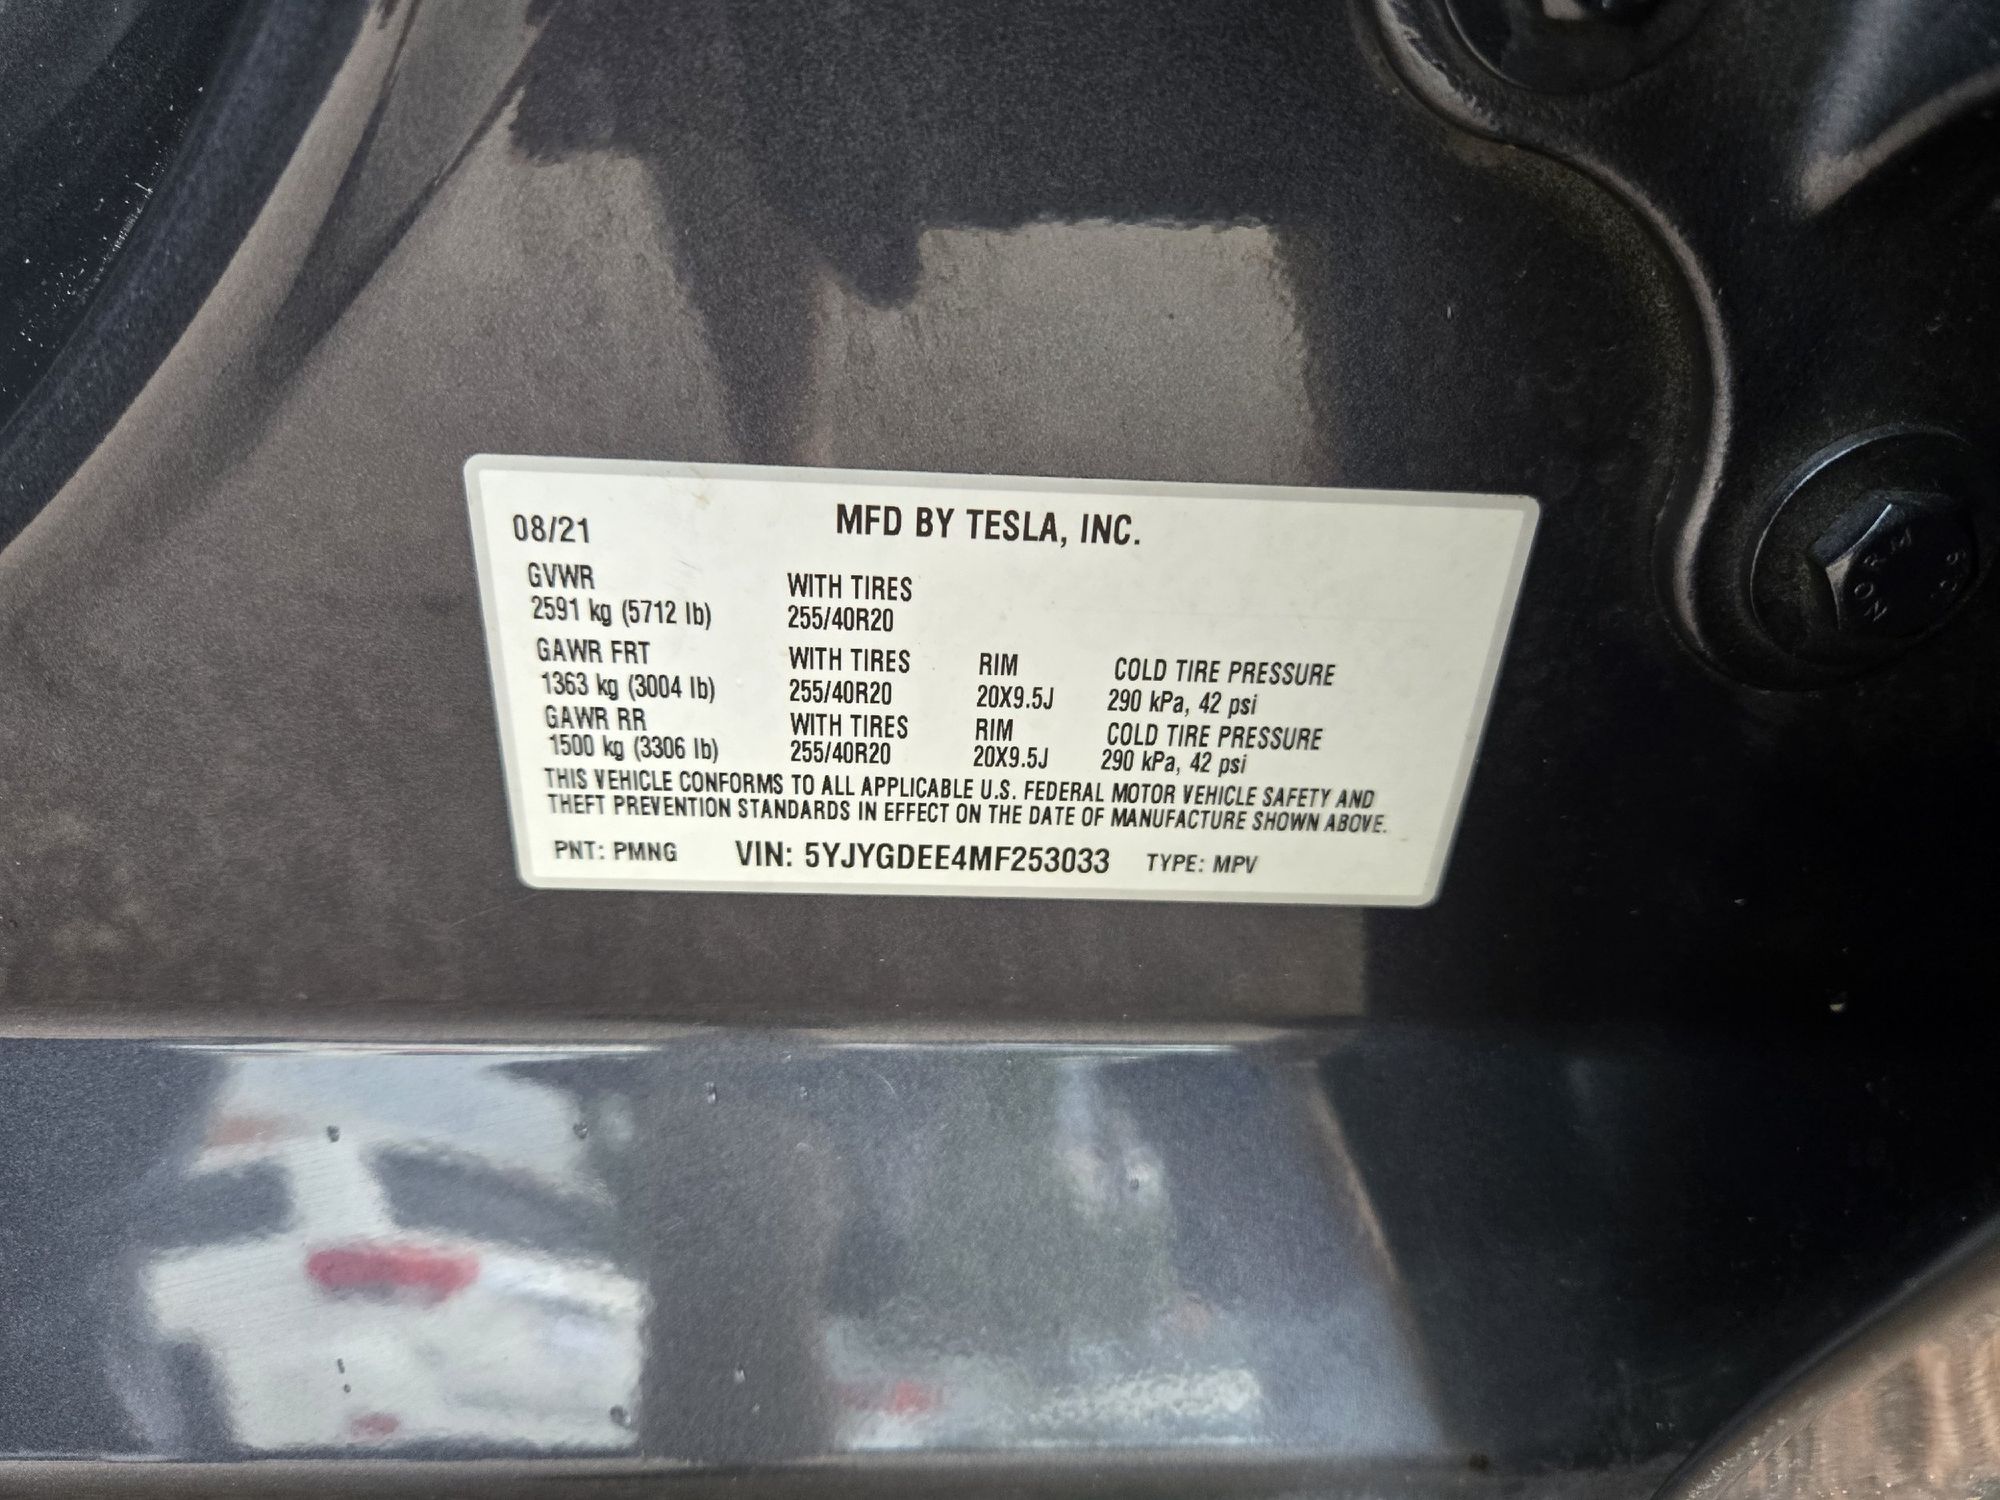 08/21 MFD BY TESLA, INC.
GVWR WITH TIRES
2591 kg (5712 lb) 255/40R20
GAWR FRT WITH TIRES RIM COLD TIRE PRESSURE
1363 kg (3004 lb) 255/40R20 20X9.5J 290 kPa, 42 psi
GAWR RR WITH TIRES RIM COLD TIRE PRESSURE
1500 kg (3306 lb) 255/40R20 20X9.5J 290 kPa, 42 psi
THIS VEHICLE CONFORMS TO ALL APPLICABLE U.S. FEDERAL MOTOR VEHICLE SAFETY AND
THEFT PREVENTION STANDARDS IN EFFECT ON THE DATE OF MANUFACTURE SHOWN ABOVE.
PNT: PMNG VIN: 5YJYGDEE4MF253033 TYPE: MPV